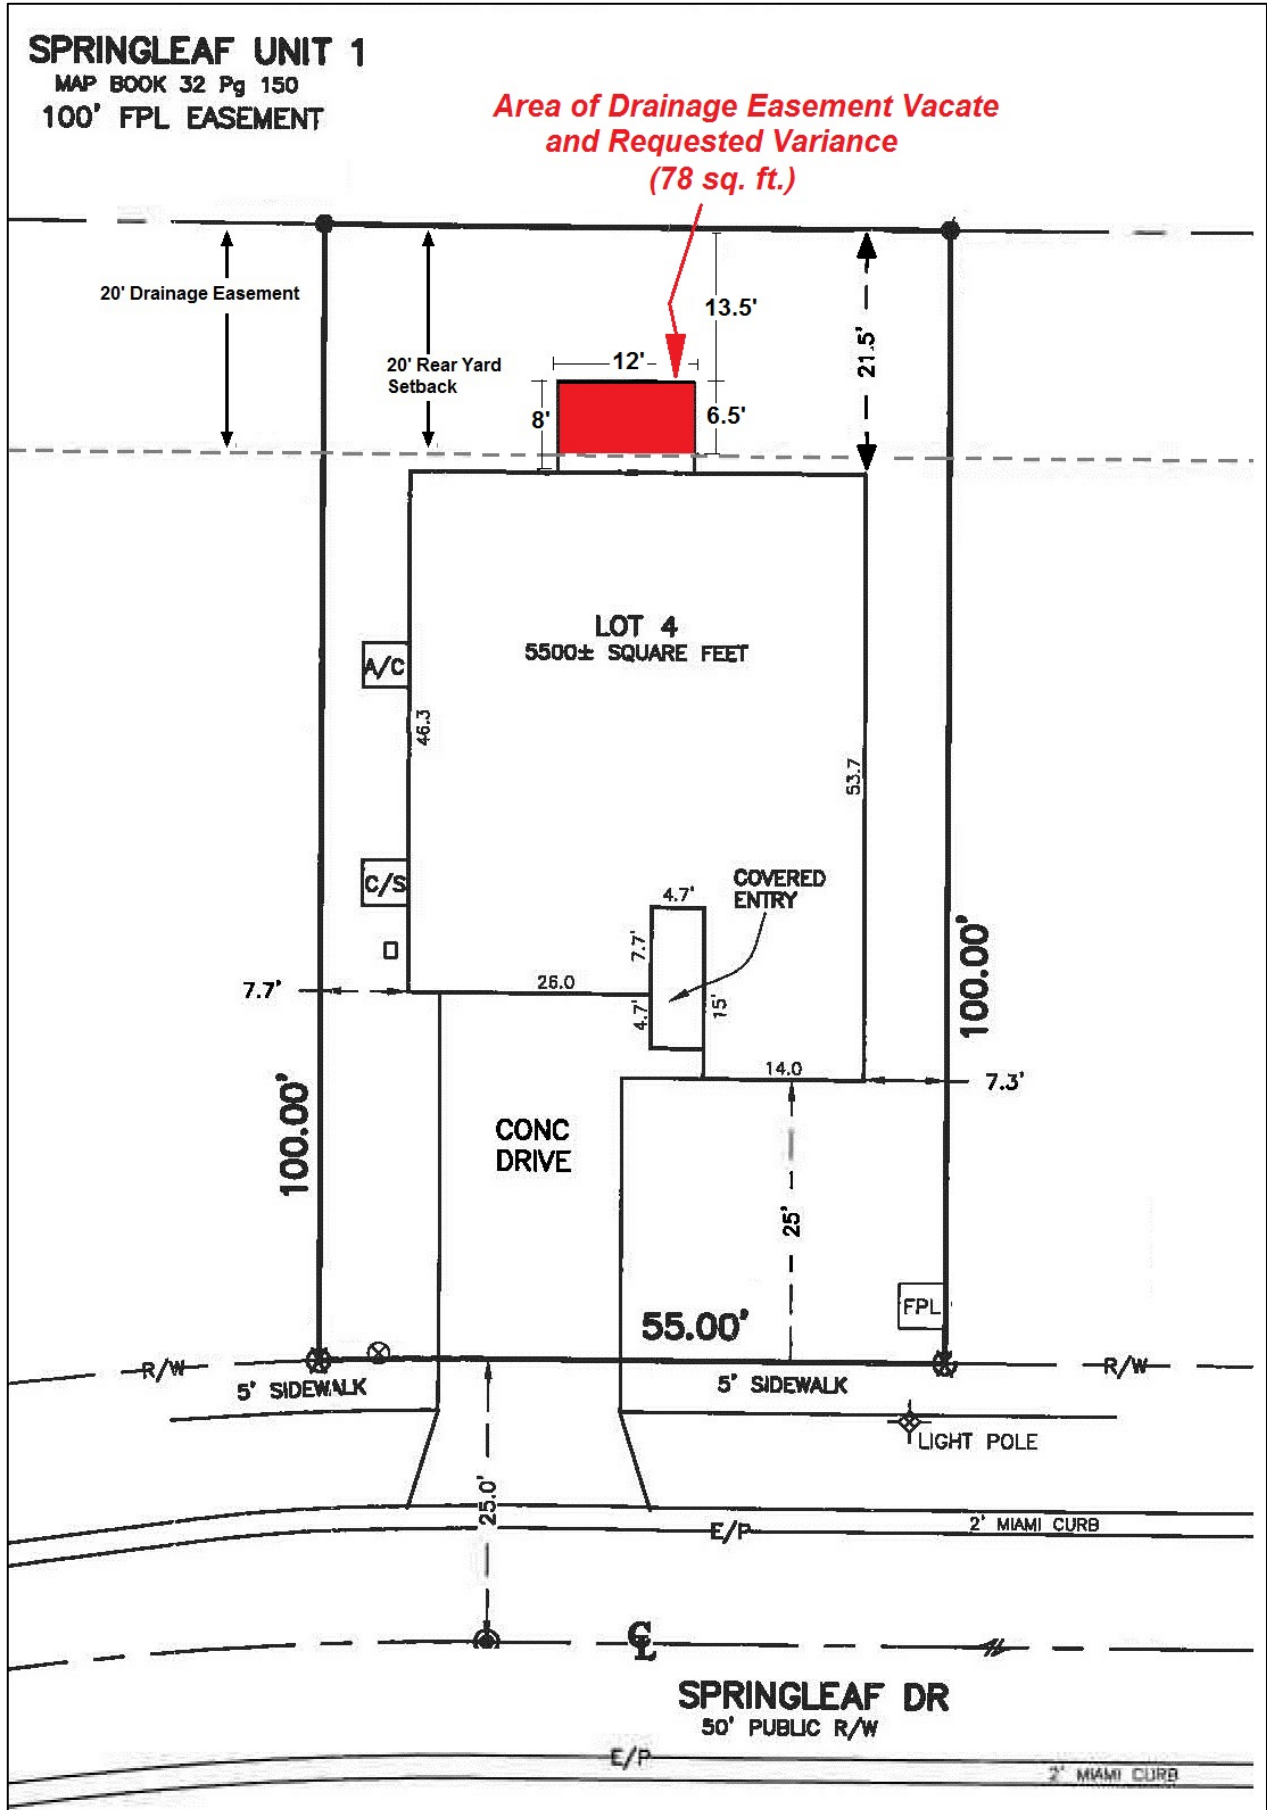 SPRINGLEAF UNIT 1
MAP BOOK 32 Pg 150
100' FPL EASEMENT
Area of Drainage Easement Vacate
and Requested Variance
(78 sq. ft.)
20' Drainage Easement
13.5'
21.5'
20' Rear Yard
Setback
12'
8'
6.5'
LOT 4
5500± SQUARE FEET
A/C
46.3
53.7
C/S
COVERED
ENTRY
4.7'
7.7'
7.7'
26.0
4.7'
15'
100.00'
14.0
7.3'
100.00'
CONC
DRIVE
25'
FPL
55.00'
R/W
R/W
5' SIDEWALK
5' SIDEWALK
LIGHT POLE
25.0'
E/P
2' MIAMI CURB
CL
SPRINGLEAF DR
50' PUBLIC R/W
E/P
2' MIAMI CURB